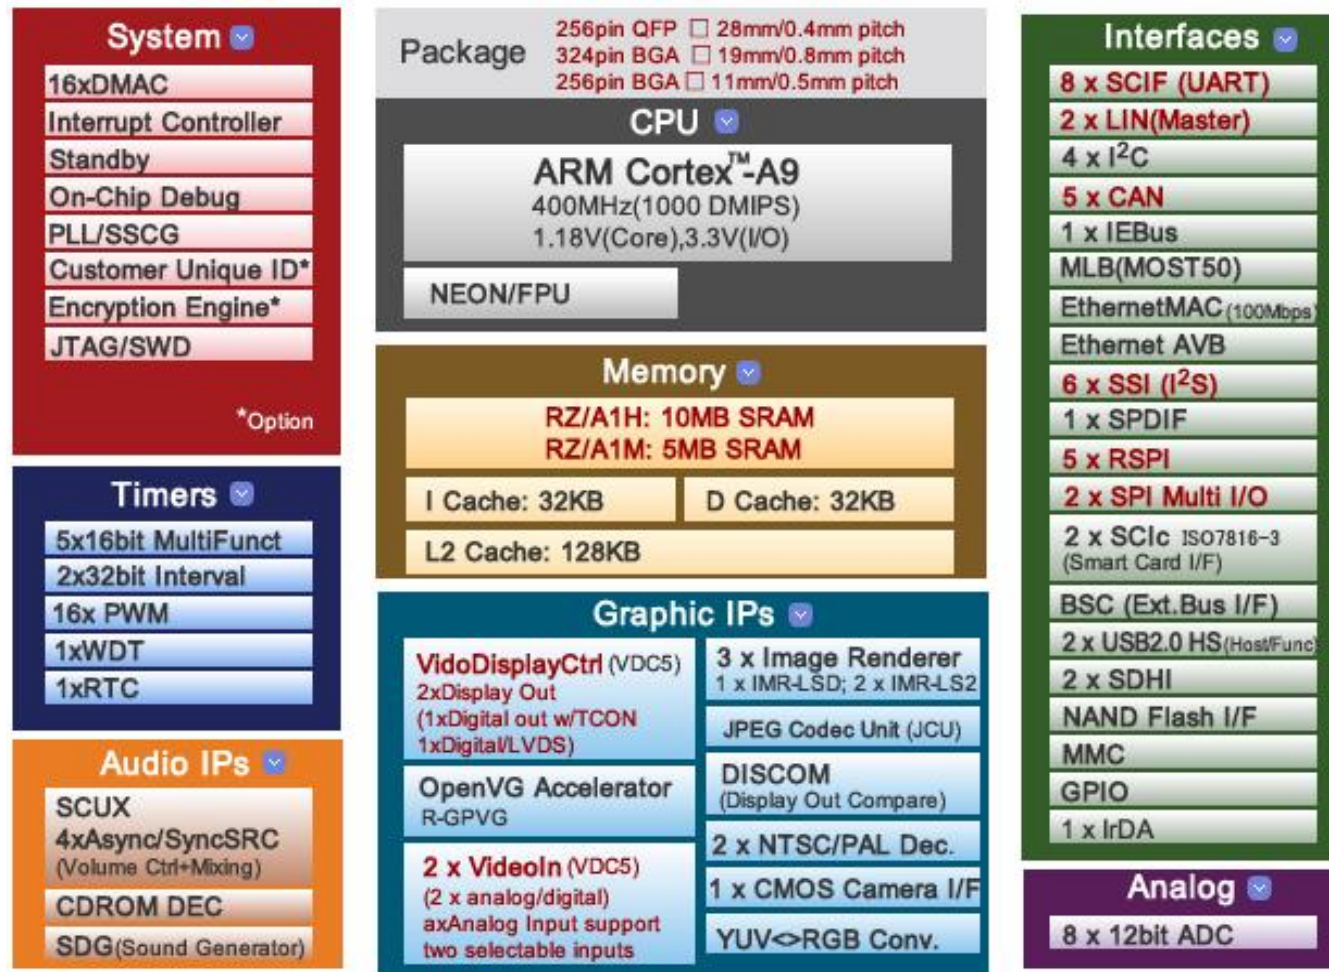 System
16xDMAC
Interrupt Controller
Standby
On-Chip Debug
PLL/SSCG
Customer Unique ID*
Encryption Engine*
JTAG/SWD
*Option
Timers
5x16bit MultiFunct
2x32bit Interval
16x PWM
1xWDT
1xRTC
Audio IPs
SCUX
4xAsync/SyncSRC
(Volume Ctrl+Mixing)
CDROM DEC
SDG(Sound Generator)
Package
256pin QFP □ 28mm/0.4mm pitch
324pin BGA □ 19mm/0.8mm pitch
256pin BGA □ 11mm/0.5mm pitch
CPU
ARM Cortex™-A9
400MHz(1000 DMIPS)
1.18V(Core),3.3V(I/O)
NEON/FPU
Memory
RZ/A1H: 10MB SRAM
RZ/A1M: 5MB SRAM
I Cache: 32KB
D Cache: 32KB
L2 Cache: 128KB
Graphic IPs
VidoDisplayCtrl (VDC5)
2xDisplay Out
(1xDigital out w/TCON
1xDigital/LVDS)
OpenVG Accelerator
R-GPVG
2 x VideoIn (VDC5)
(2 x analog/digital)
axAnalog Input support
two selectable inputs
3 x Image Renderer
1 x IMR-LSD; 2 x IMR-LS2
JPEG Codec Unit (JCU)
DISCOM
(Display Out Compare)
2 x NTSC/PAL Dec.
1 x CMOS Camera I/F
YUV<>RGB Conv.
Interfaces
8 x SCIF (UART)
2 x LIN(Master)
4 x I²C
5 x CAN
1 x IEBus
MLB(MOST50)
EthernetMAC (100Mbps)
Ethernet AVB
6 x SSI (I²S)
1 x SPDIF
5 x RSPI
2 x SPI Multi I/O
2 x SCIc ISO7816-3
(Smart Card I/F)
BSC (Ext.Bus I/F)
2 x USB2.0 HS (Host/Func)
2 x SDHI
NAND Flash I/F
MMC
GPIO
1 x IrDA
Analog
8 x 12bit ADC